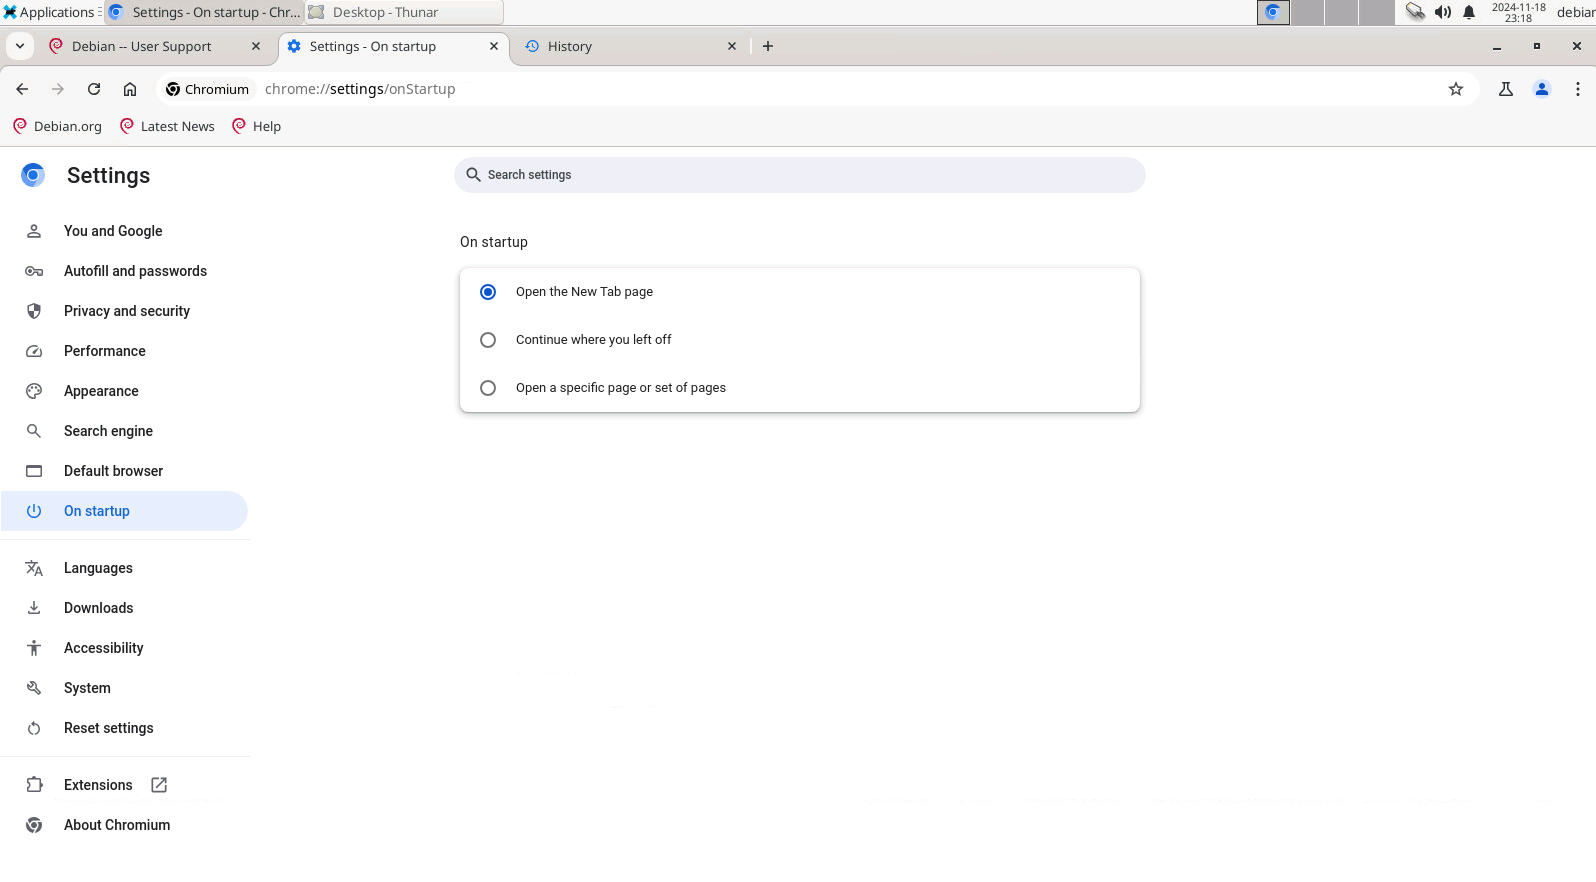 Applications
Settings - On startup - Chr...
Desktop - Thunar
2024-11-18
23:18
debian
Debian -- User Support
Settings - On startup
History
Chromium
chrome://settings/onStartup
Debian.org
Latest News
Help
Settings
Search settings
You and Google
Autofill and passwords
Privacy and security
Performance
Appearance
Search engine
Default browser
On startup
Languages
Downloads
Accessibility
System
Reset settings
Extensions
About Chromium
On startup
Open the New Tab page
Continue where you left off
Open a specific page or set of pages